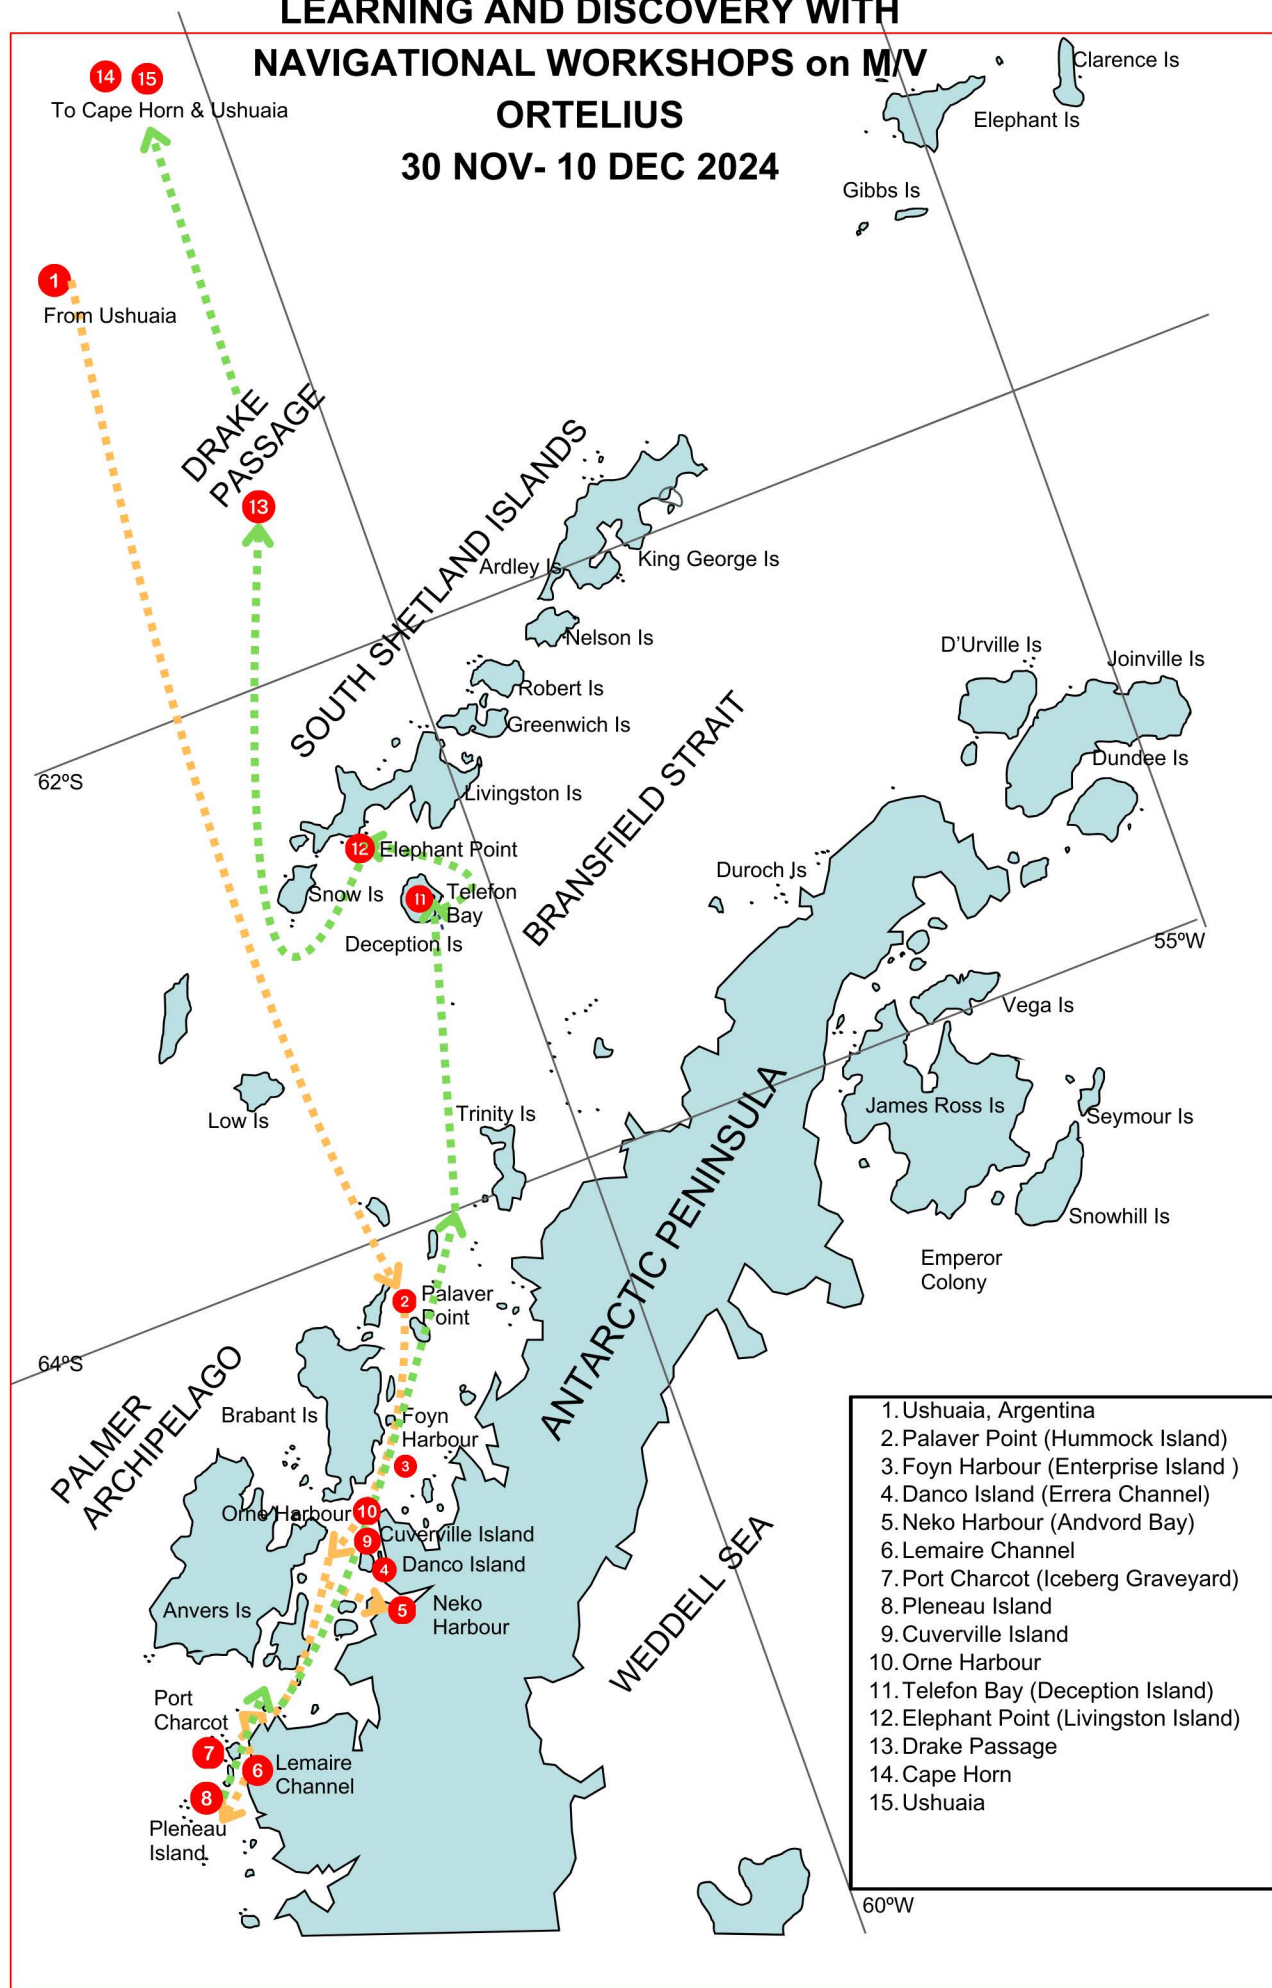 LEARNING AND DISCOVERY WITH
NAVIGATIONAL WORKSHOPS on M/V
ORTELIUS
30 NOV- 10 DEC 2024
14 15
To Cape Horn & Ushuaia
Clarence Is
Elephant Is
Gibbs Is
1
From Ushuaia
DRAKE
PASSAGE
13
SOUTH SHETLAND ISLANDS
Ardley Is
King George Is
Nelson Is
Robert Is
Greenwich Is
Livingston Is
62ºS
D'Urville Is
Joinville Is
Dundee Is
BRANSFIELD STRAIT
12
Elephant Point
Snow Is
11
Telefon
Bay
Deception Is
Duroch Is
55ºW
Vega Is
James Ross Is
Seymour Is
Snowhill Is
Emperor
Colony
Low Is
Trinity Is
ANTARCTIC PENINSULA
2
Palaver
Point
64ºS
PALMER
ARCHIPELAGO
Brabant Is
Foyn
Harbour
3
Orne Harbour
10
9
Cuverville Island
4
Danco Island
Anvers Is
5
Neko
Harbour
WEDDELL SEA
Port
Charcot
7
6
Lemaire
Channel
8
Pleneau
Island
60ºW
1. Ushuaia, Argentina
2. Palaver Point (Hummock Island)
3. Foyn Harbour (Enterprise Island )
4. Danco Island (Errera Channel)
5. Neko Harbour (Andvord Bay)
6. Lemaire Channel
7. Port Charcot (Iceberg Graveyard)
8. Pleneau Island
9. Cuverville Island
10. Orne Harbour
11. Telefon Bay (Deception Island)
12. Elephant Point (Livingston Island)
13. Drake Passage
14. Cape Horn
15. Ushuaia